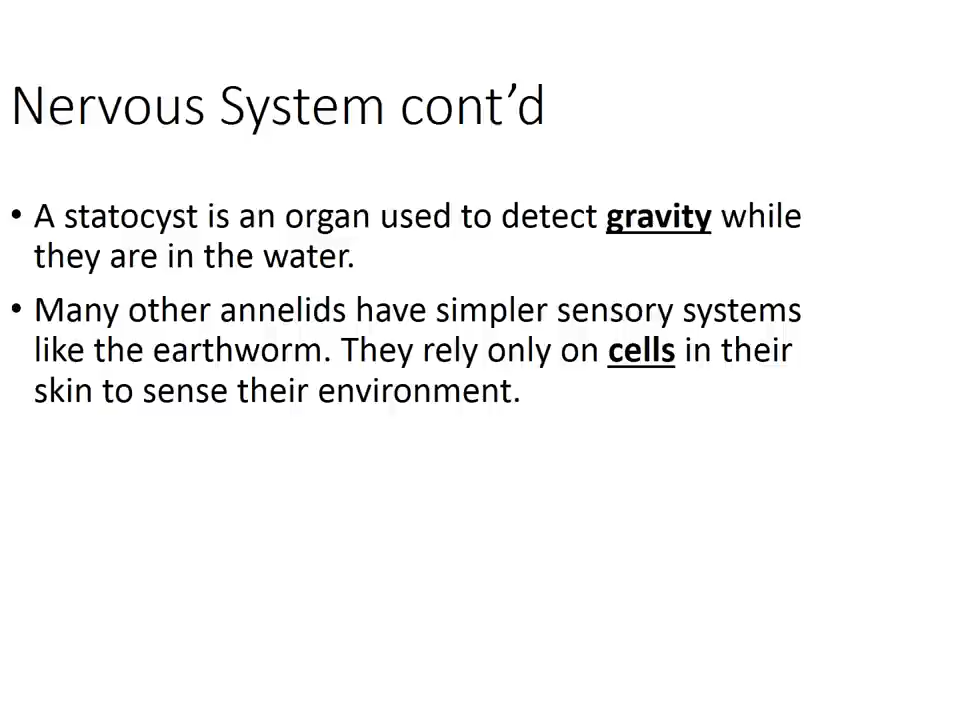 Nervous System cont’d
• A statocyst is an organ used to detect gravity while
they are in the water.
• Many other annelids have simpler sensory systems
like the earthworm. They rely only on cells in their
skin to sense their environment.